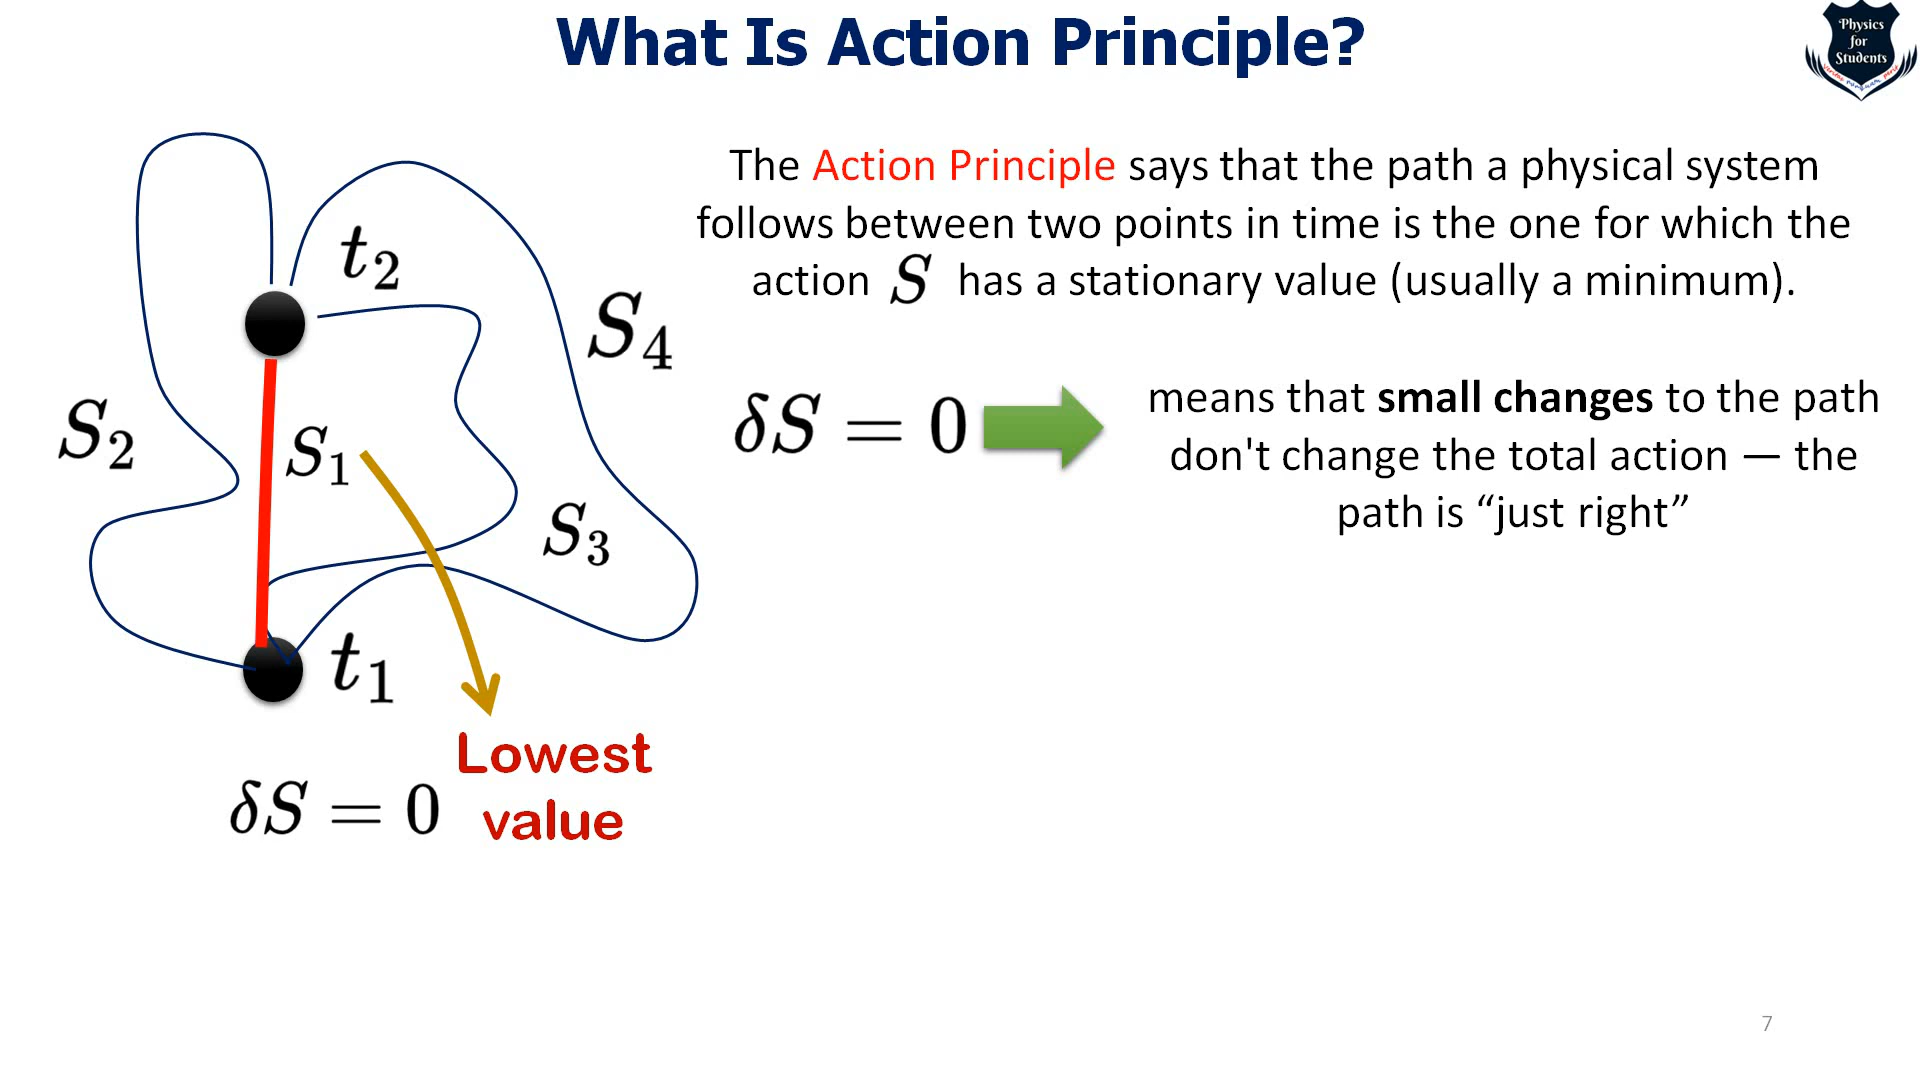 What Is Action Principle?
Physics
for
Students
The Action Principle says that the path a physical system
follows between two points in time is the one for which the
action S has a stationary value (usually a minimum).
t₂
S₄
δS = 0
means that small changes to the path
don't change the total action — the
path is “just right”
S₂
S₁
S₃
t₁
Lowest
value
δS = 0
7